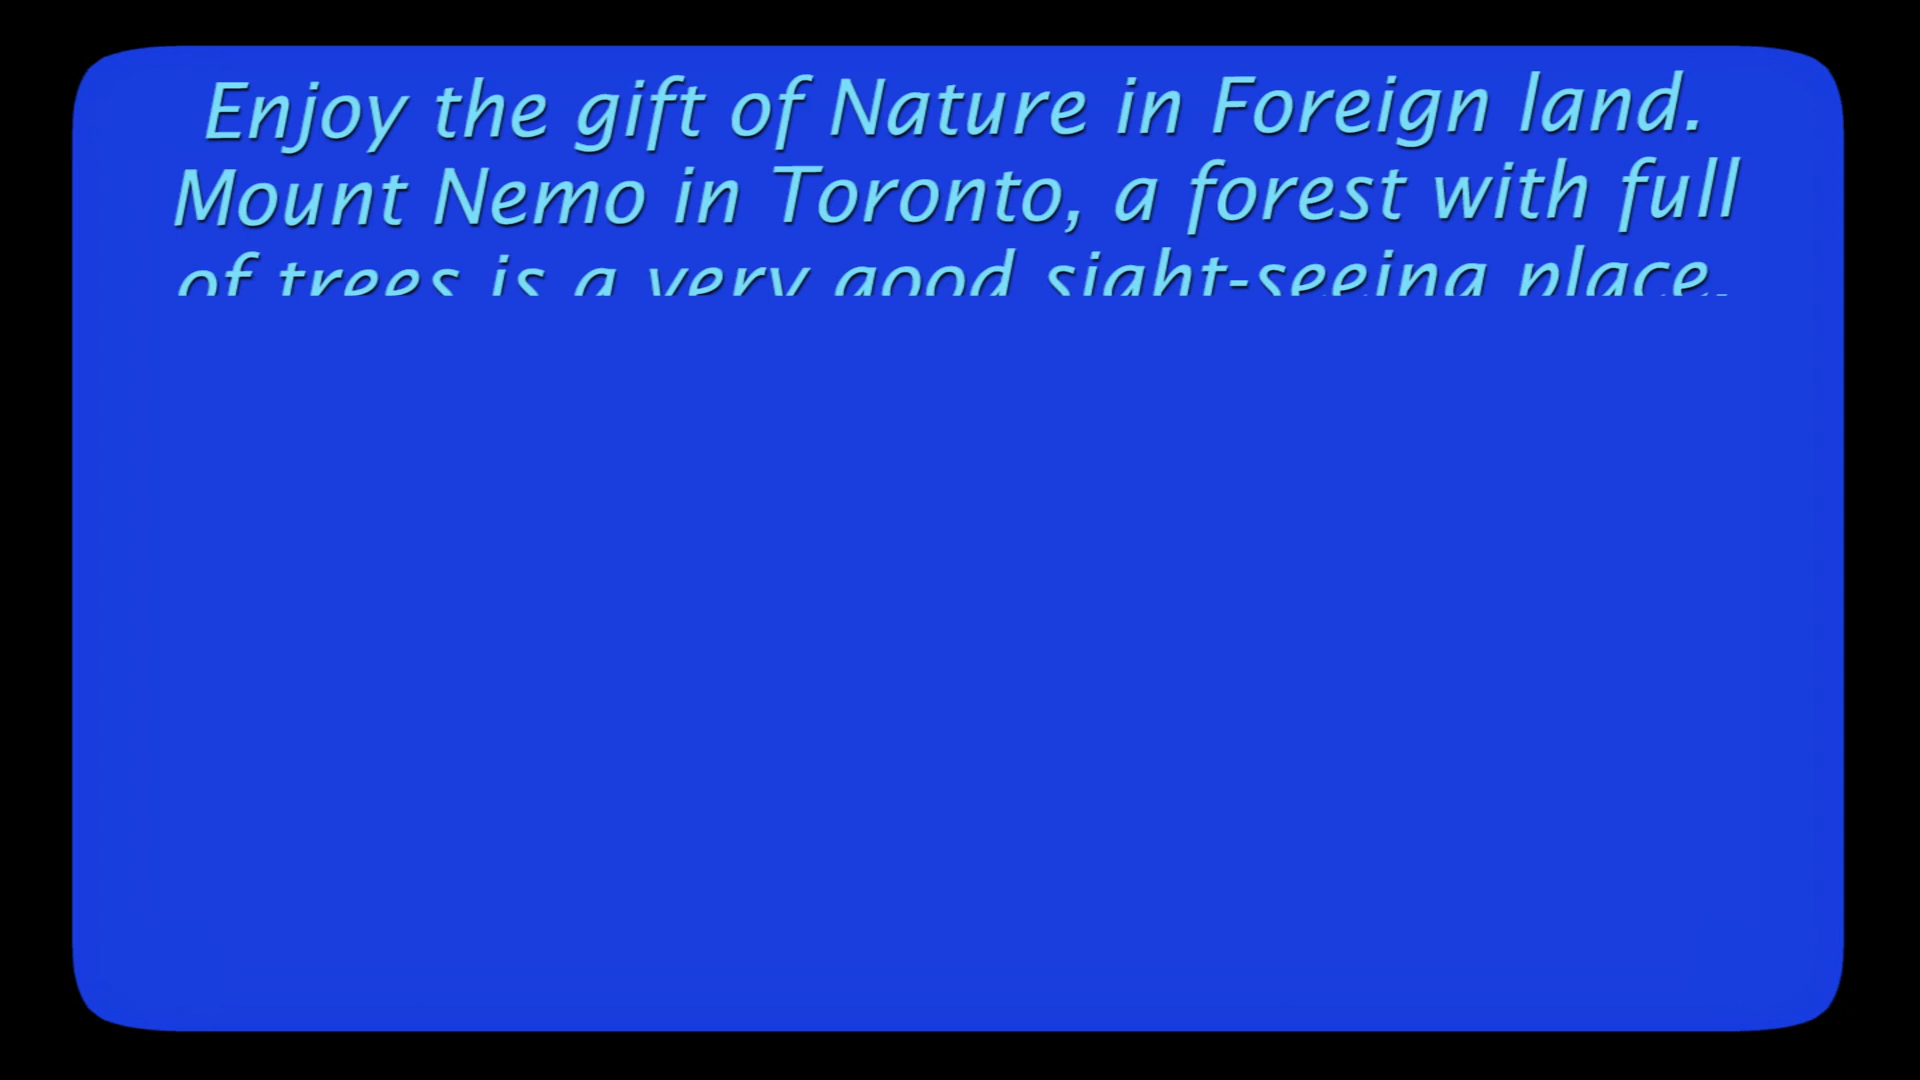 Enjoy the gift of Nature in Foreign land.
Mount Nemo in Toronto, a forest with full
of trees is a very good sight-seeing place.